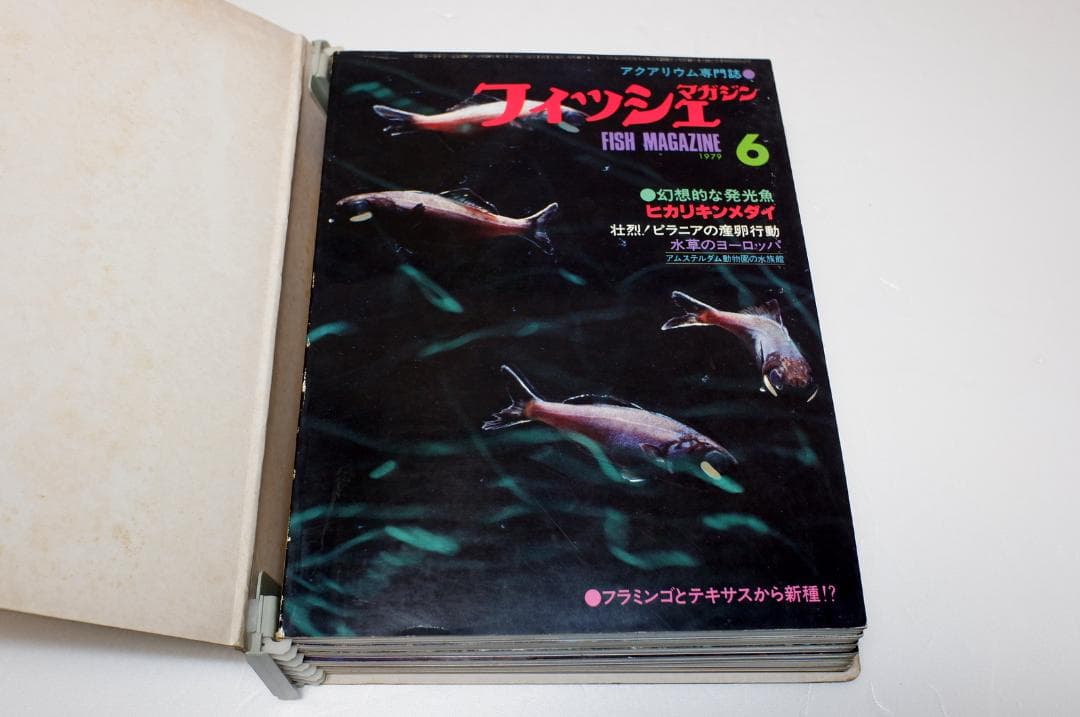 アクアリウム専門誌●
フィッシュマガジン
FISH MAGAZINE
1979 6
●幻想的な発光魚
ヒカリキンメダイ
壮烈！ピラニアの産卵行動
水草のヨーロッパ
アムステルダム動物園の水族館
●フラミンゴとテキサスから新種!?